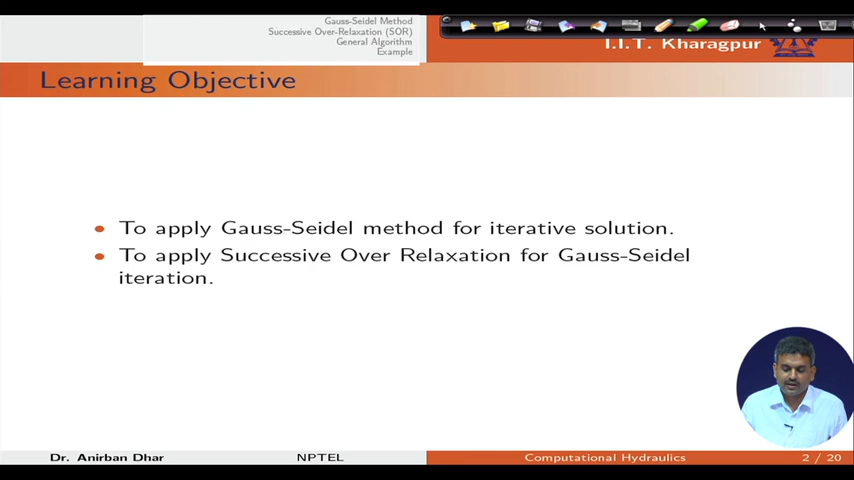 Gauss-Seidel Method
Successive Over-Relaxation (SOR)
General Algorithm
Example
I.I.T. Kharagpur
Learning Objective
To apply Gauss-Seidel method for iterative solution.
To apply Successive Over Relaxation for Gauss-Seidel
iteration.
Dr. Anirban Dhar NPTEL Computational Hydraulics 2 / 20